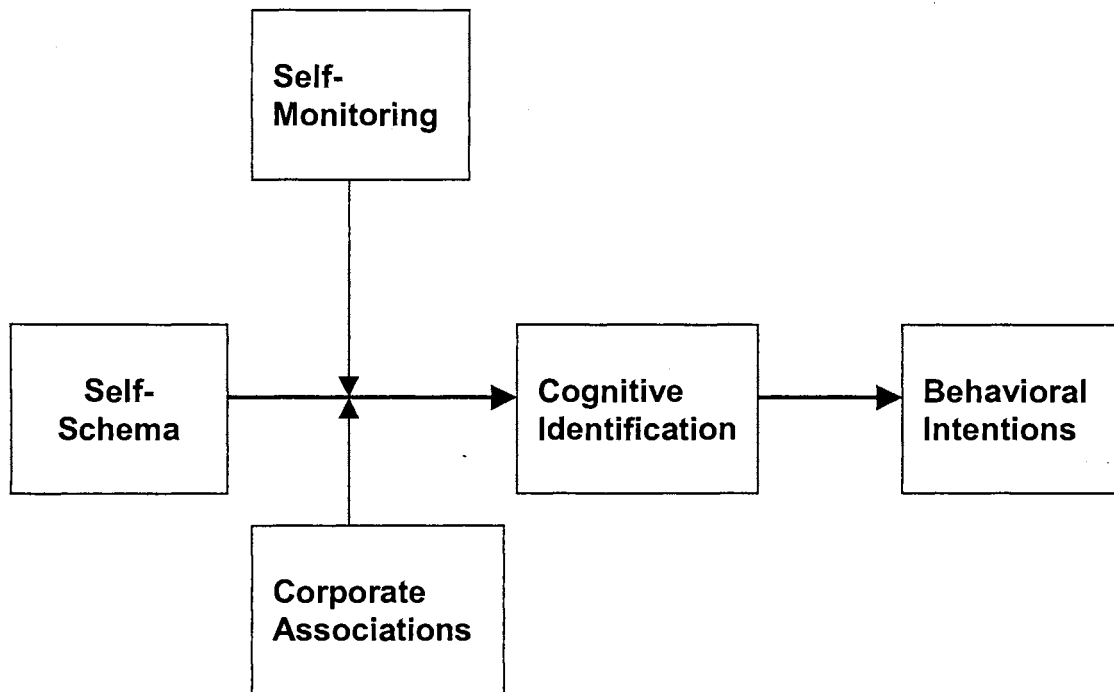 Self-
Monitoring
Self-
Schema
Cognitive
Identification
Behavioral
Intentions
Corporate
Associations